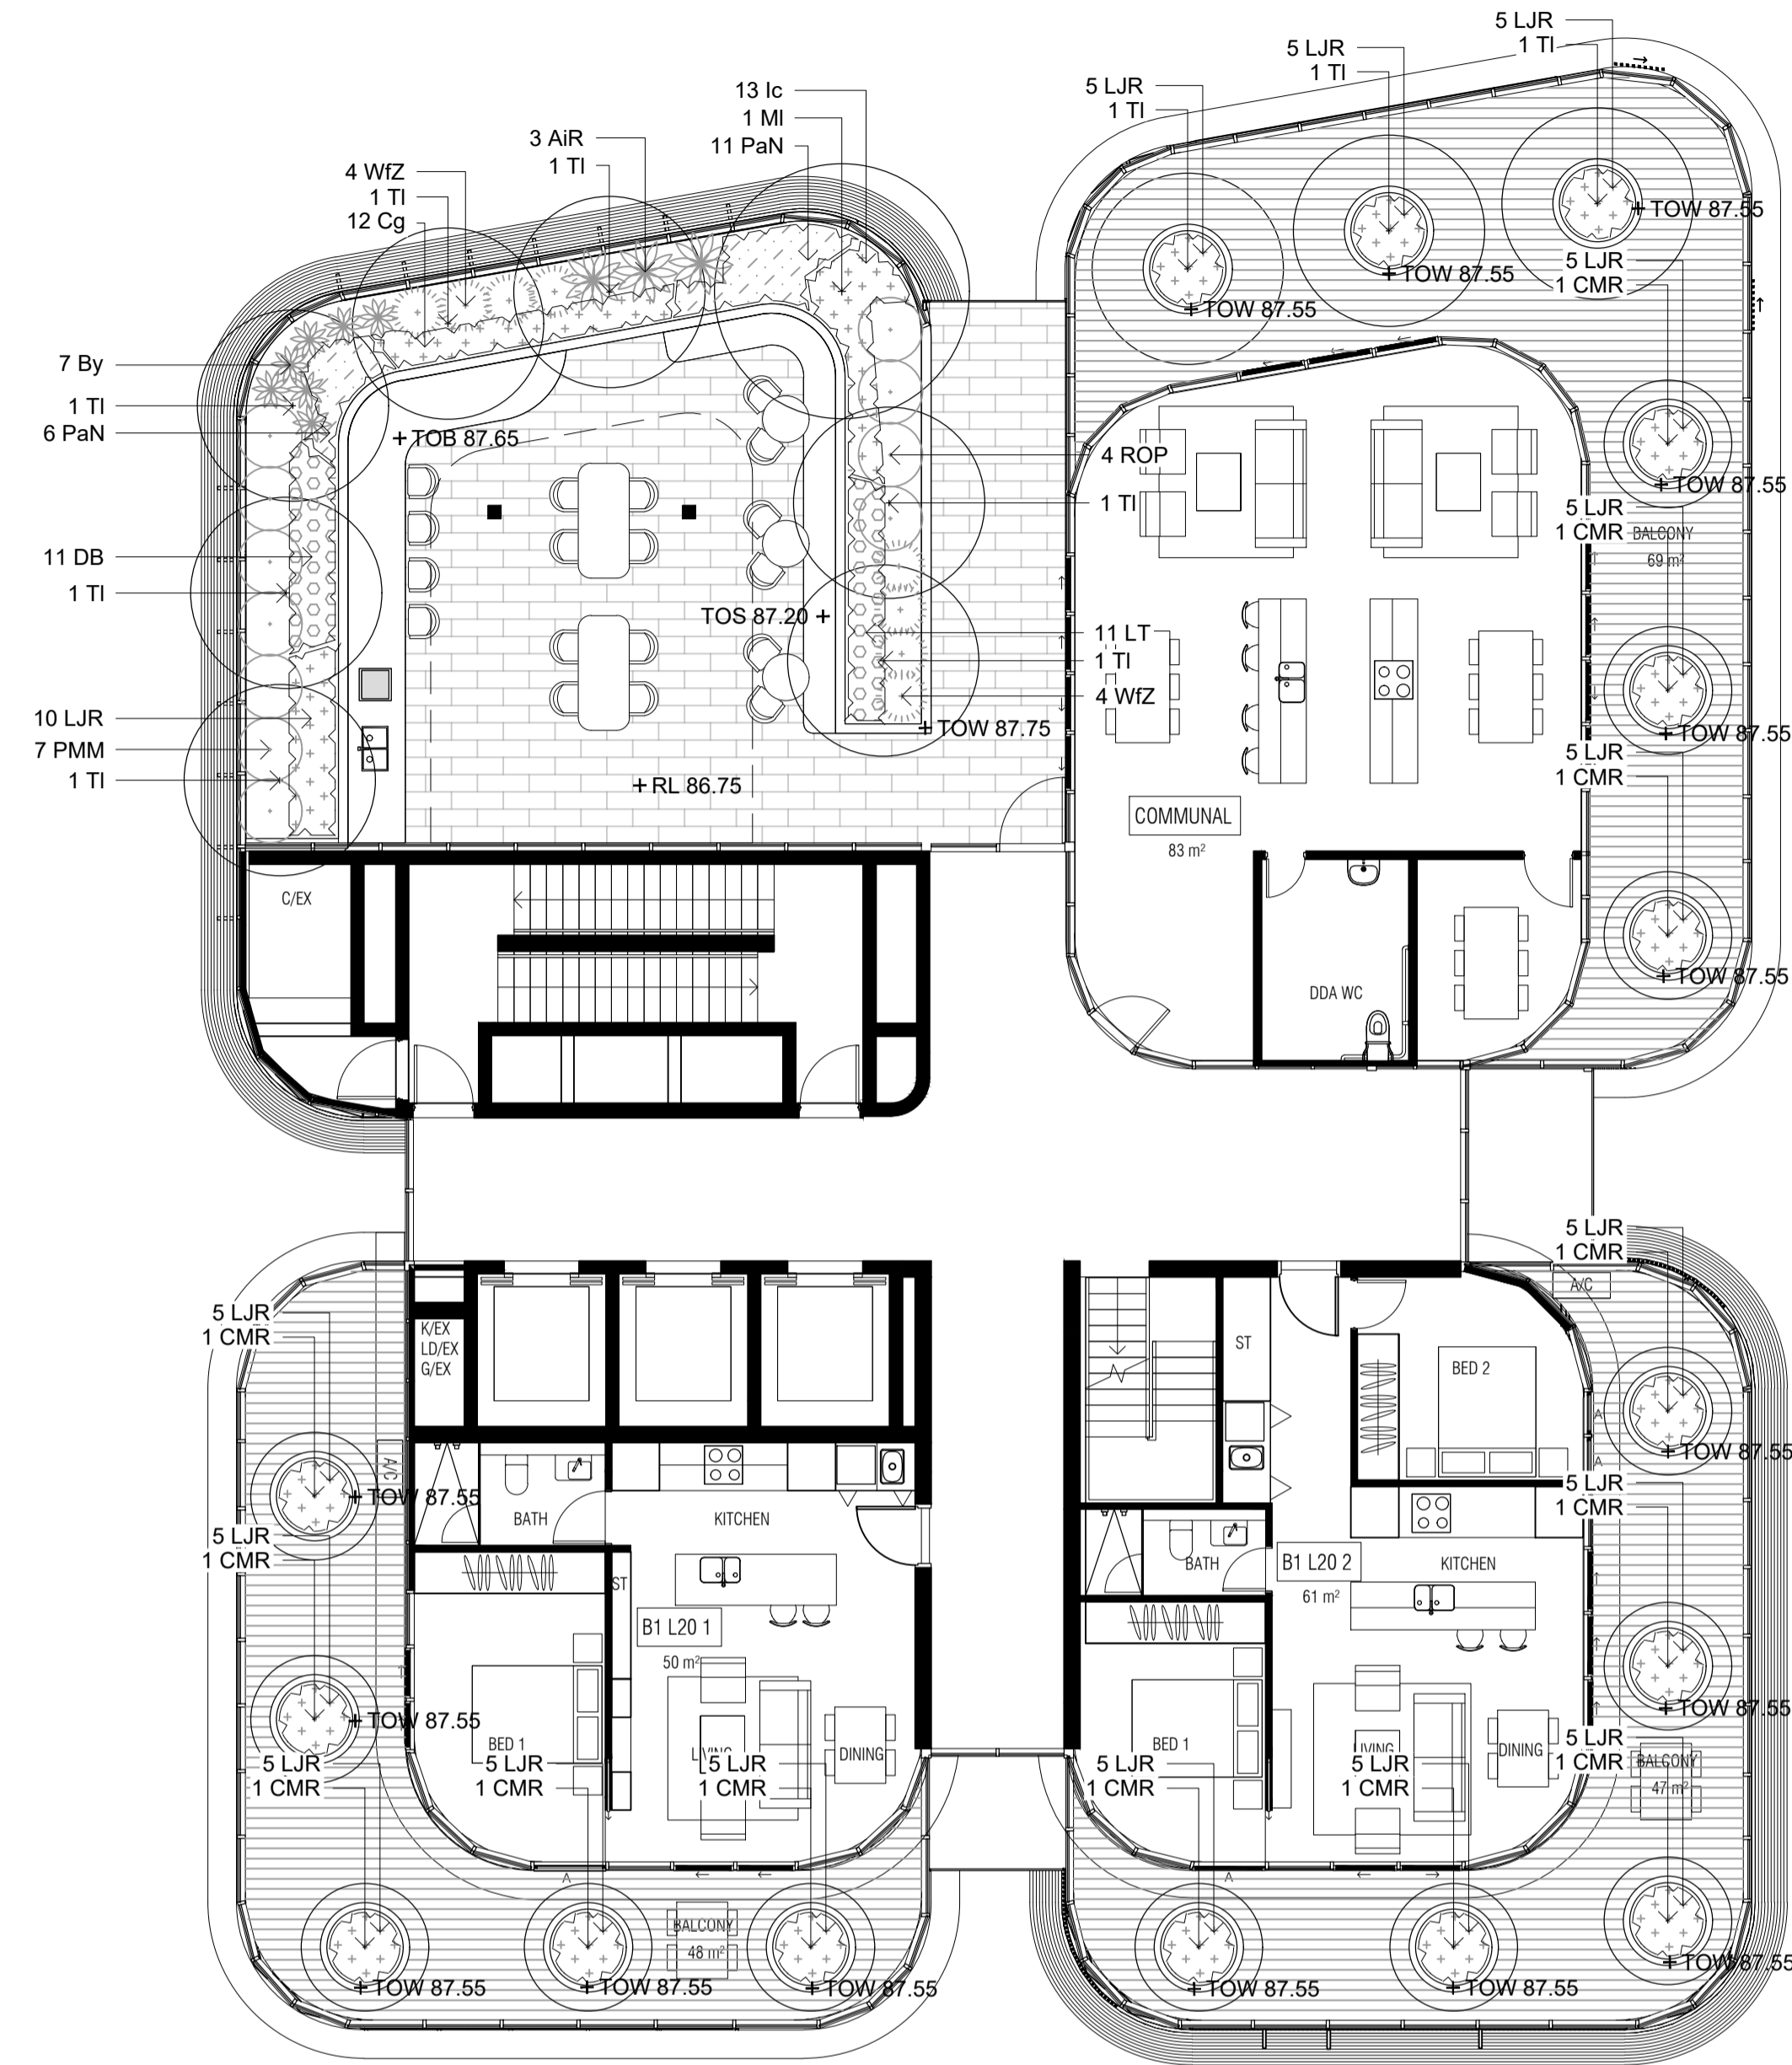 5 LJR
1 TI
5 LJR
1 TI
5 LJR
1 TI
13 Ic
1 MI
11 PaN
3 AiR
1 TI
4 WfZ
1 TI
12 Cg
TOW 87.55
TOW 87.55
TOW 87.55
5 LJR
1 CMR
7 By
1 TI
6 PaN
TOB 87.65
4 ROP
1 TI
TOW 87.55
5 LJR
1 CMR
BALCONY
69 m²
11 DB
1 TI
TOS 87.20
11 LT
1 TI
4 WfZ
10 LJR
7 PMM
1 TI
TOW 87.75
TOW 87.55
5 LJR
1 CMR
RL 86.75
COMMUNAL
83 m²
C/EX
TOW 87.55
DDA WC
5 LJR
1 CMR
A/C
5 LJR
1 CMR
K/EX
LD/EX
G/EX
ST
BED 2
TOW 87.55
A/C
TOW 87.55
5 LJR
1 CMR
BATH
KITCHEN
5 LJR
1 CMR
BATH
B1 L20 2
61 m²
KITCHEN
ST
B1 L20 1
50 m²
TOW 87.55
TOW 87.55
BED 1
LIVING
DINING
5 LJR
1 CMR
5 LJR
1 CMR
5 LJR
1 CMR
BED 1
LIVING
DINING
5 LJR
1 CMR
5 LJR
1 CMR
5 LJR
1 CMR
BALCONY
47 m²
BALCONY
48 m²
TOW 87.55
TOW 87.55
TOW 87.55
TOW 87.55
TOW 87.55
TOW 87.55